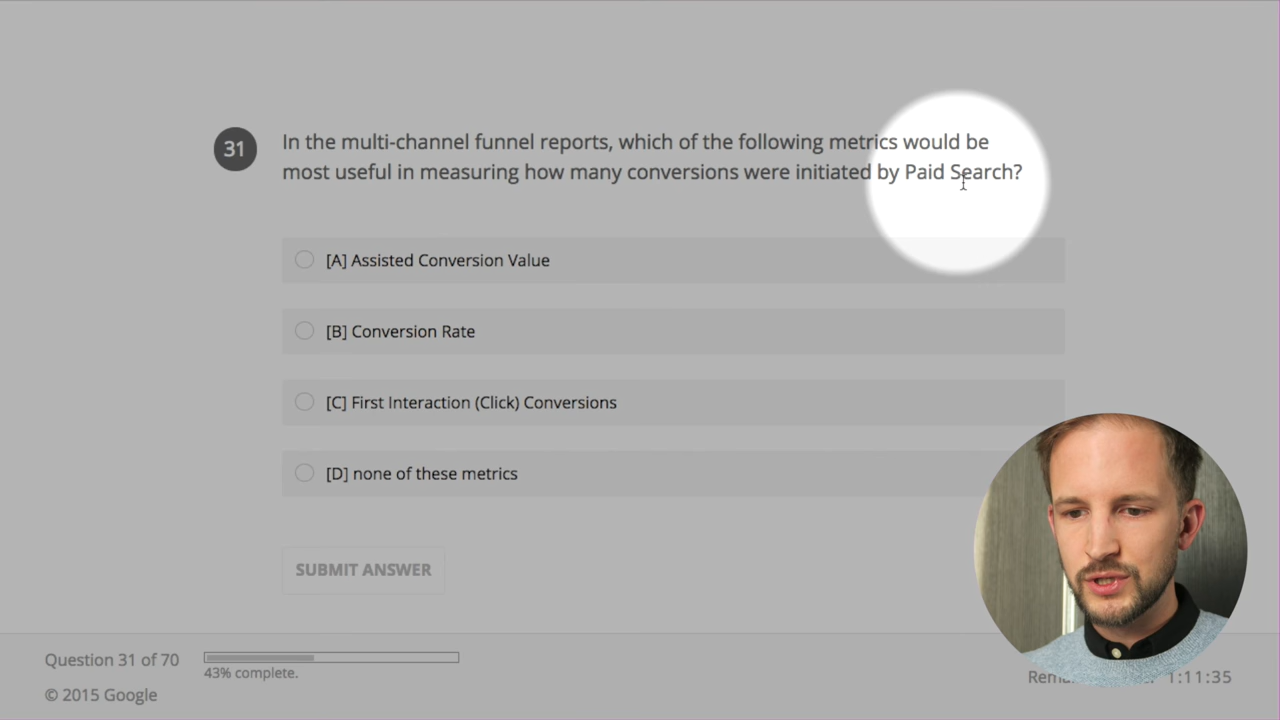 31
In the multi-channel funnel reports, which of the following metrics would be
most useful in measuring how many conversions were initiated by Paid Search?
[A] Assisted Conversion Value
[B] Conversion Rate
[C] First Interaction (Click) Conversions
[D] none of these metrics
SUBMIT ANSWER
Question 31 of 70
43% complete.
© 2015 Google
1:11:35